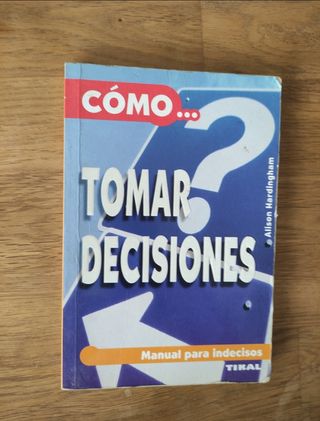 CÓMO...
?
Alison Hardingham
TOMAR
DECISIONES
Manual para indecisos
TIKAL